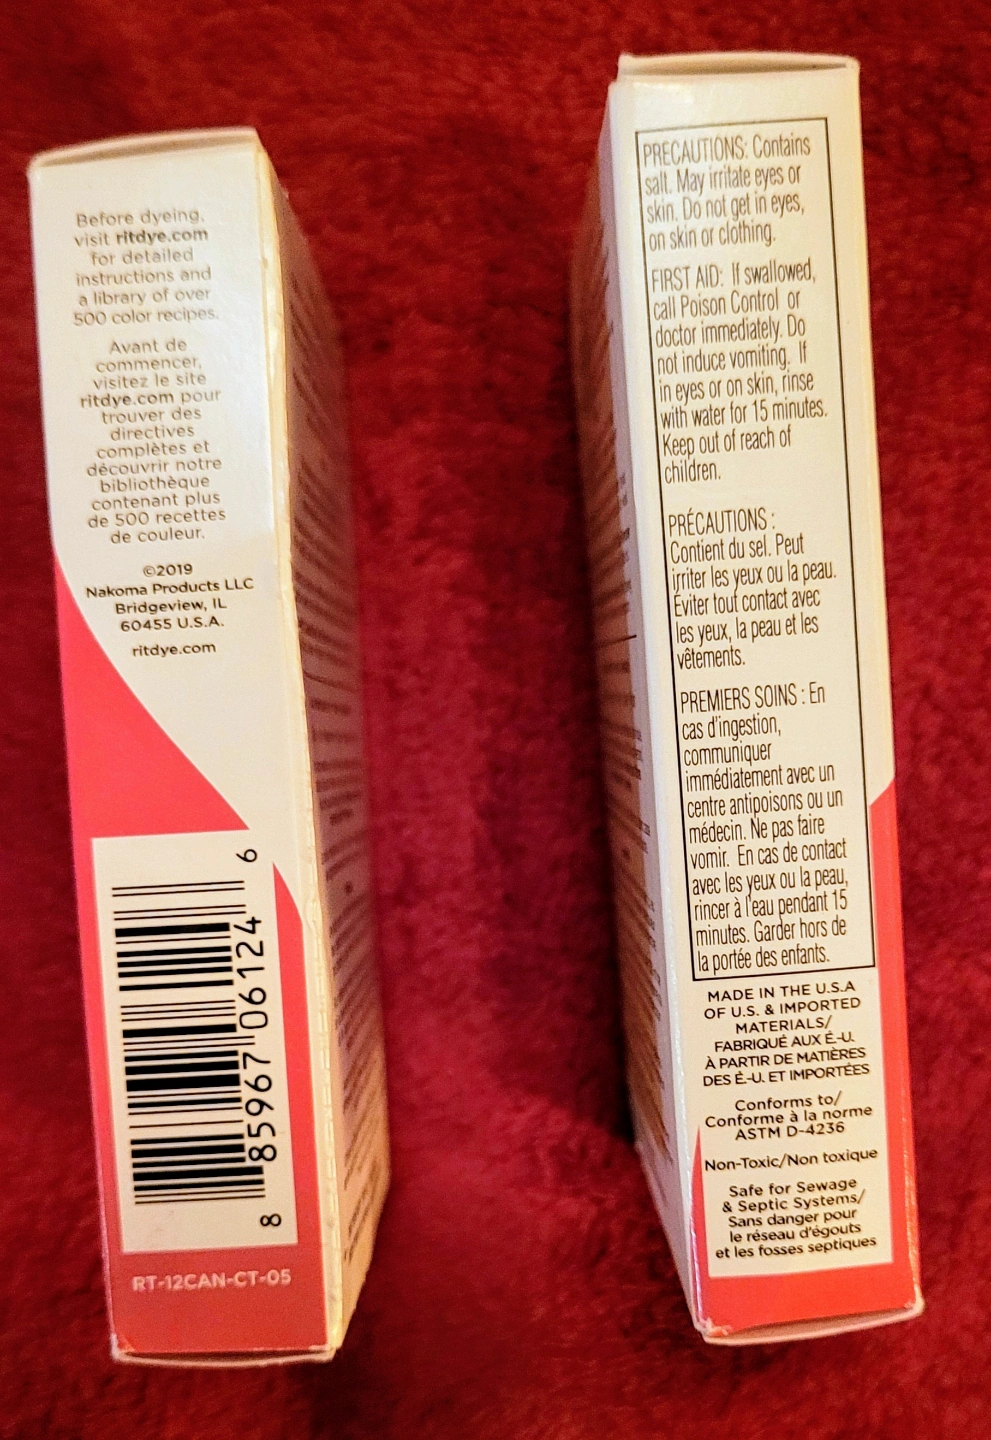 Before dyeing,
visit ritdye.com
for detailed
instructions and
a library of over
500 color recipes.
Avant de
commencer,
visitez le site
ritdye.com pour
trouver des
directives
complètes et
découvrir notre
bibliothèque
contenant plus
de 500 recettes
de couleur.
©2019
Nakoma Products LLC
Bridgeview, IL
60455 U.S.A.
ritdye.com
8 85967 06124 6
RT-12CAN-CT-05
PRECAUTIONS: Contains
salt. May irritate eyes or
skin. Do not get in eyes,
on skin or clothing.
FIRST AID: If swallowed,
call Poison Control or
doctor immediately. Do
not induce vomiting. If
in eyes or on skin, rinse
with water for 15 minutes.
Keep out of reach of
children.
PRÉCAUTIONS :
Contient du sel. Peut
irriter les yeux ou la peau.
Éviter tout contact avec
les yeux, la peau et les
vêtements.
PREMIERS SOINS : En
cas d'ingestion,
communiquer
immédiatement avec un
centre antipoisons ou un
médecin. Ne pas faire
vomir. En cas de contact
avec les yeux ou la peau,
rincer à l'eau pendant 15
minutes. Garder hors de
la portée des enfants.
MADE IN THE U.S.A
OF U.S. & IMPORTED
MATERIALS/
FABRIQUÉ AUX É.-U.
À PARTIR DE MATIÈRES
DES É.-U. ET IMPORTÉES
Conforms to/
Conforme à la norme
ASTM D-4236
Non-Toxic/Non toxique
Safe for Sewage
& Septic Systems/
Sans danger pour
le réseau d'égouts
et les fosses septiques